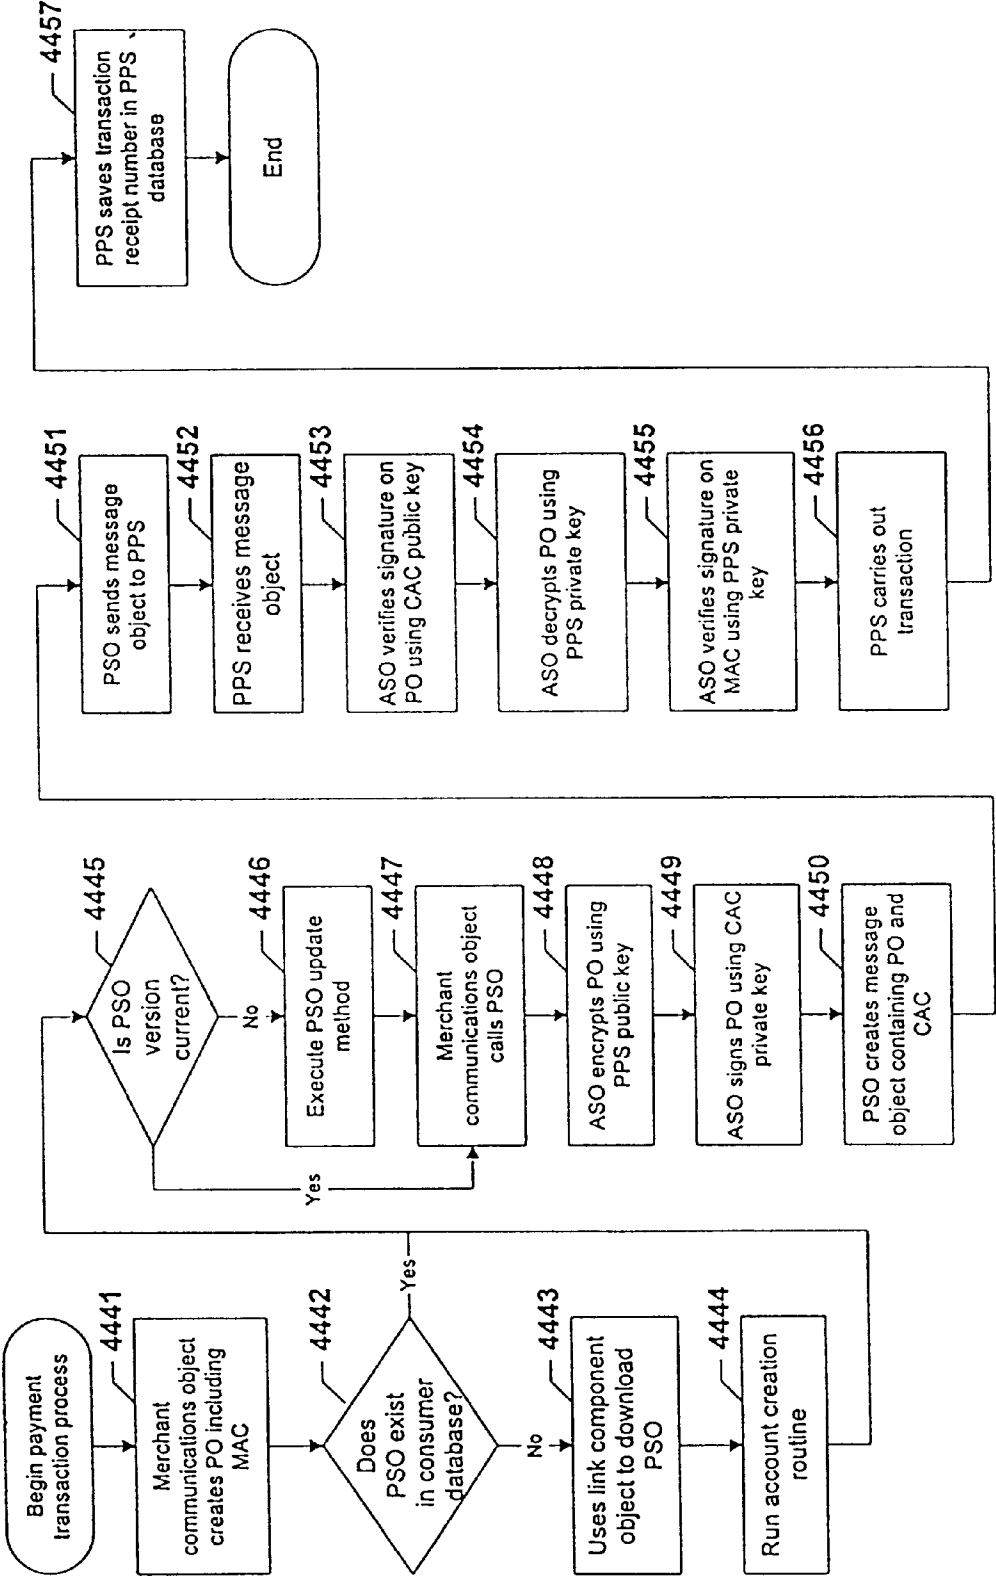 Begin payment
transaction process
4441
Merchant
communications object
creates PO including
MAC
4442
Does
PSO exist
in consumer
database?
Yes
No
4443
Uses link component
object to download
PSO
4444
Run account creation
routine
4445
Is PSO
version
current?
Yes
No
4446
Execute PSO update
method
4447
Merchant
communications object
calls PSO
4448
ASO encrypts PO using
PPS public key
4449
ASO signs PO using CAC
private key
4450
PSO creates message
object containing PO and
CAC
4451
PSO sends message
object to PPS
4452
PPS receives message
object
4453
ASO verifies signature on
PO using CAC public key
4454
ASO decrypts PO using
PPS private key
4455
ASO verifies signature on
MAC using PPS private
key
4456
PPS carries out
transaction
4457
PPS saves transaction
receipt number in PPS
database
End